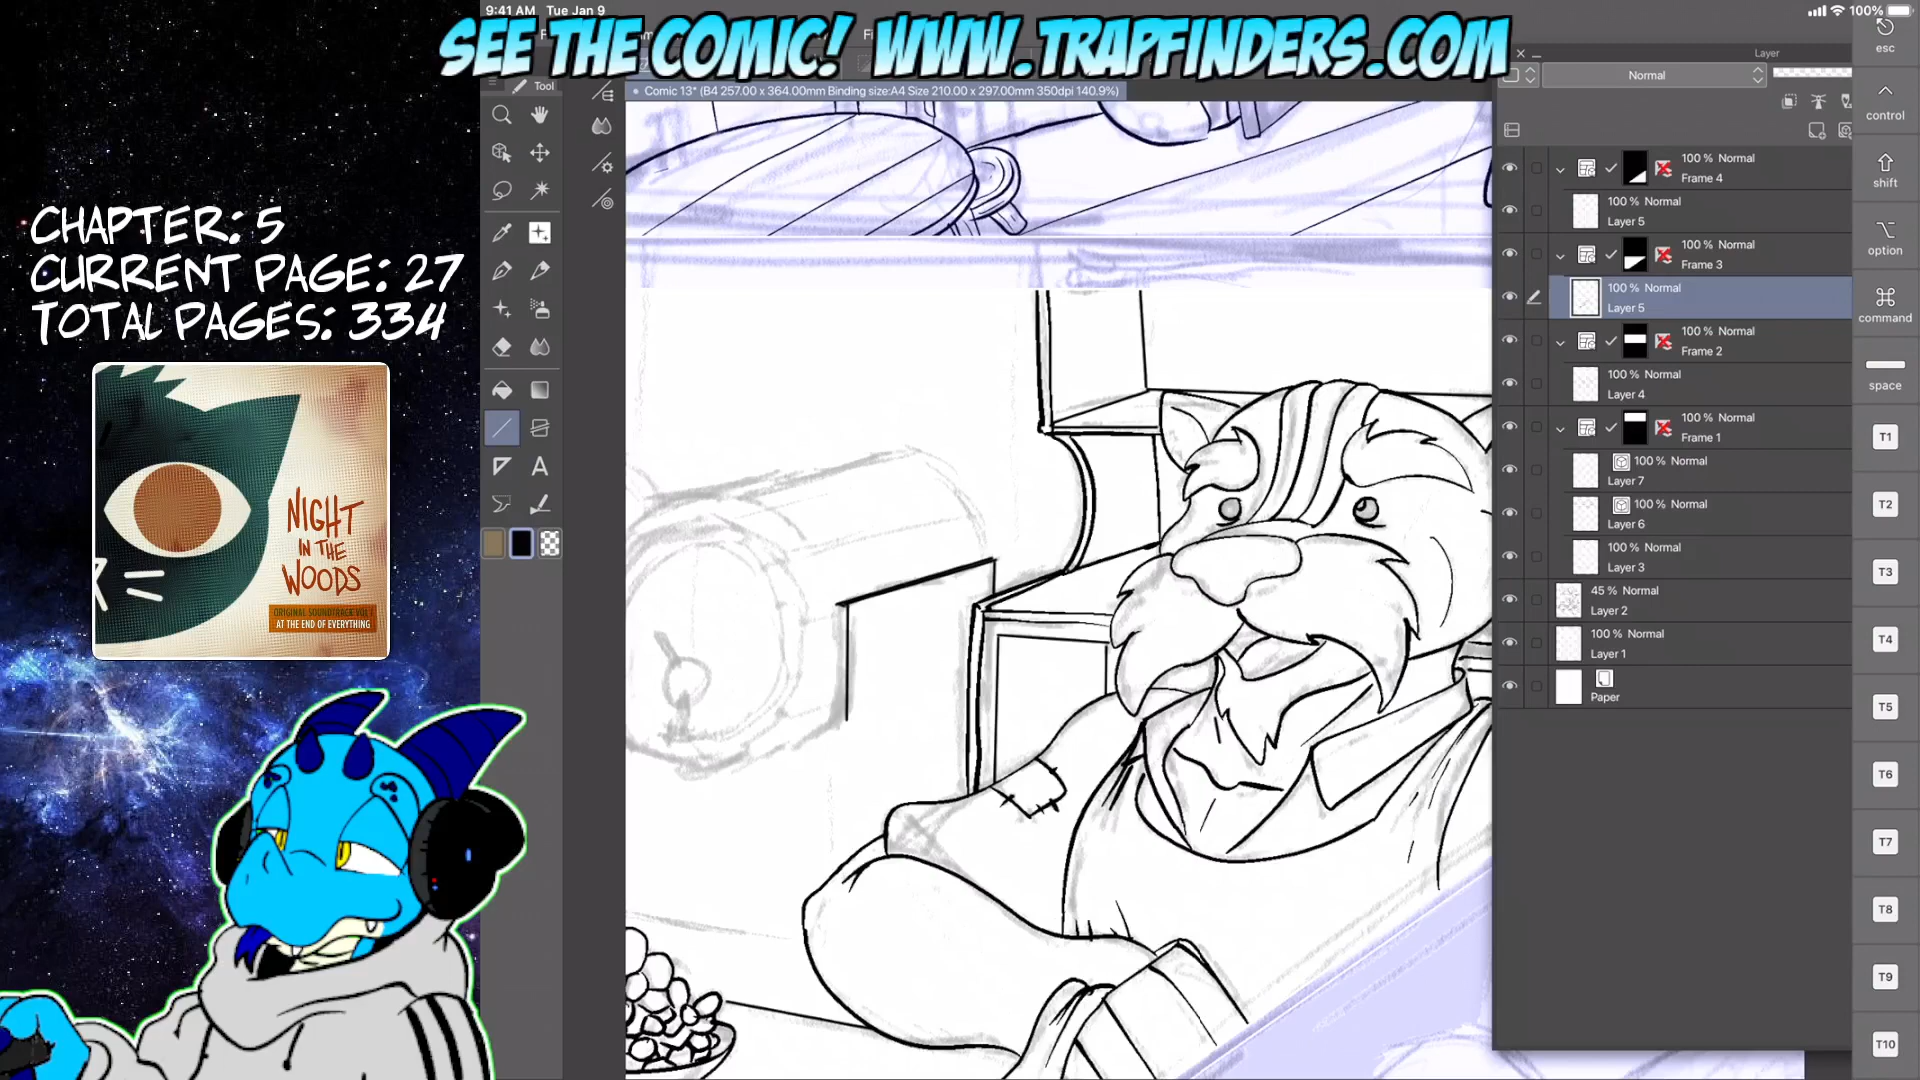 9:41 AM Tue Jan 9
100%
SEE THE COMIC! WWW.TRAPFINDERS.COM
Tool
Comic 13* (B4 257.00 x 364.00mm Binding size:A4 Size 210.00 x 297.00mm 350dpi 140.9%)
Layer
Normal
100 % Normal
Frame 4
100 % Normal
Layer 5
100 % Normal
Frame 3
100 % Normal
Layer 5
100 % Normal
Frame 2
100 % Normal
Layer 4
100 % Normal
Frame 1
100 % Normal
Layer 7
100 % Normal
Layer 6
100 % Normal
Layer 3
45 % Normal
Layer 2
100 % Normal
Layer 1
Paper
esc
control
shift
option
command
space
T1
T2
T3
T4
T5
T6
T7
T8
T9
T10
CHAPTER: 5
CURRENT PAGE: 27
TOTAL PAGES: 334
NIGHT
IN THE
WOODS
ORIGINAL SOUNDTRACK VOL
AT THE END OF EVERYTHING
A